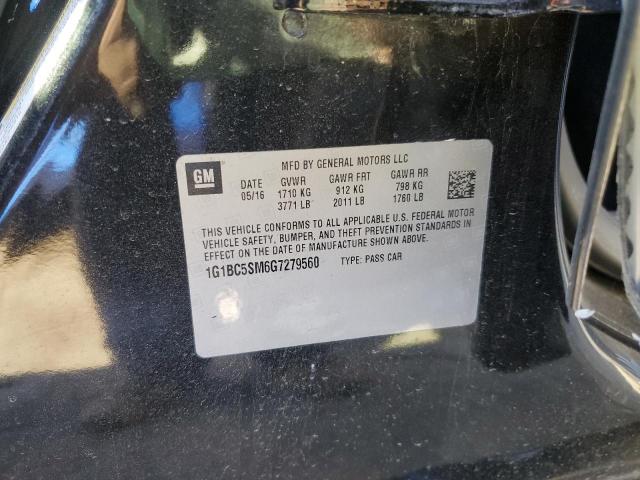 GM
MFD BY GENERAL MOTORS LLC
DATE GVWR GAWR FRT GAWR RR
05/16 1710 KG 912 KG 798 KG
3771 LB 2011 LB 1760 LB
THIS VEHICLE CONFORMS TO ALL APPLICABLE U.S. FEDERAL MOTOR
VEHICLE SAFETY, BUMPER, AND THEFT PREVENTION STANDARDS IN
EFFECT ON THE DATE OF MANUFACTURE SHOWN ABOVE.
1G1BC5SM6G7279560 TYPE: PASS CAR